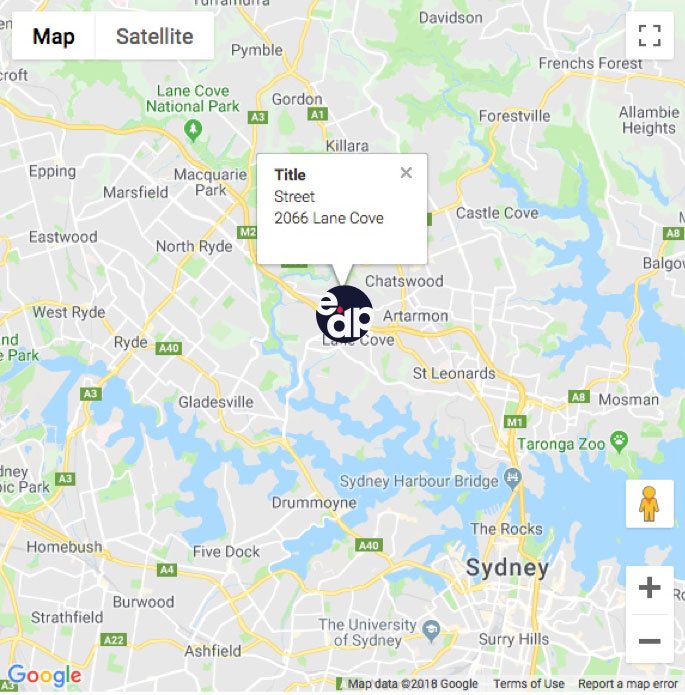 Turramurra
Davidson
Map Satellite
Pymble
Frenchs Forest
croft
Lane Cove
National Park
Gordon
A3
A1
Forestville
Allambie
Heights
Killara
Epping
Macquarie
Park
Marsfield
Title
Street
2066 Lane Cove
Castle Cove
Eastwood
North Ryde
M2
A8
Balgow
Chatswood
e.dp
West Ryde
Artarmon
Ryde
A40
Lane Cove
St Leonards
A3
Gladesville
A8
Mosman
M1
Taronga Zoo
dney
pic Park
A3
Sydney Harbour Bridge
Drummoyne
The Rocks
Homebush
Five Dock
A40
A4
Sydney
Burwood
Strathfield
A22
Ashfield
The University
of Sydney
Surry Hills
Ro
Google
Map data ©2018 Google Terms of Use Report a map error